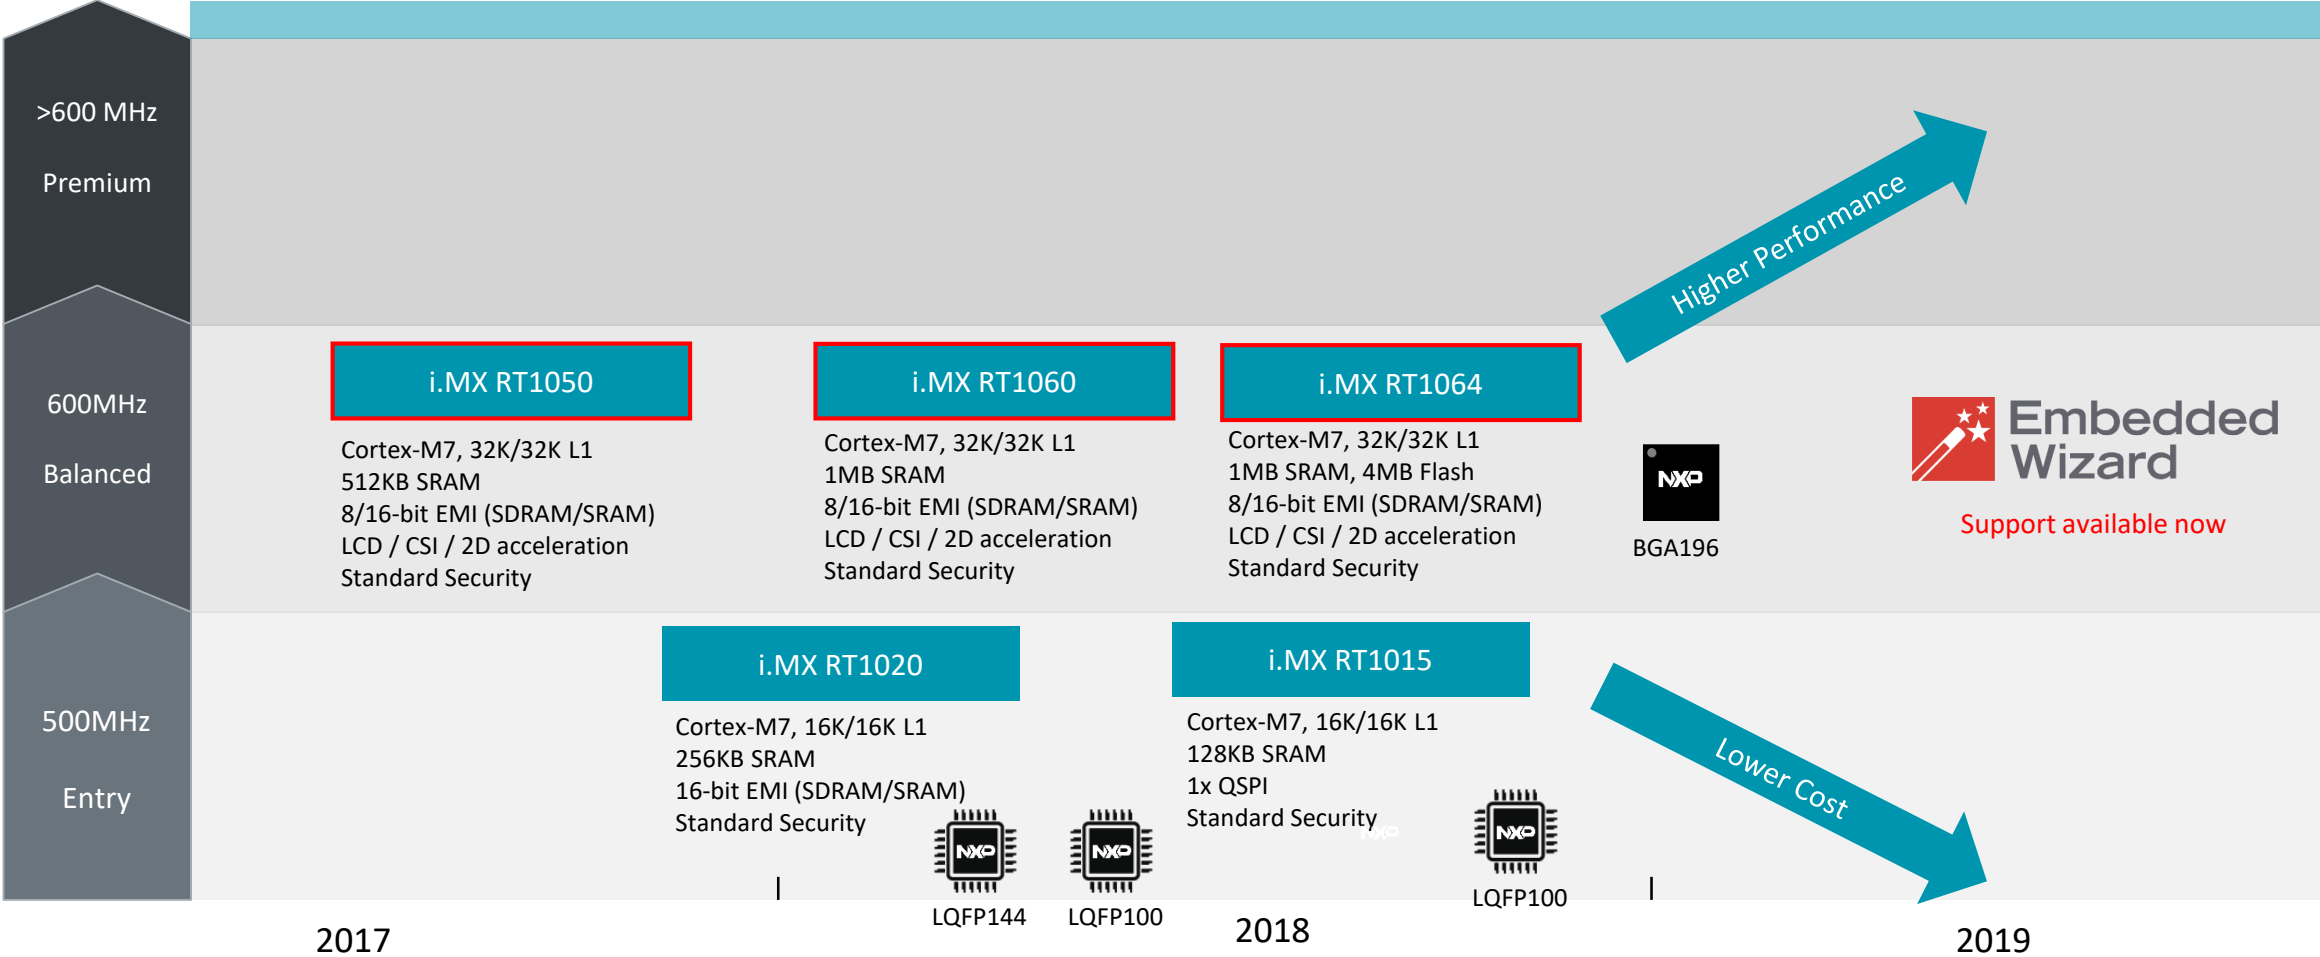 >600 MHz
Premium
Higher Performance
600MHz
Balanced
i.MX RT1050
Cortex-M7, 32K/32K L1
512KB SRAM
8/16-bit EMI (SDRAM/SRAM)
LCD / CSI / 2D acceleration
Standard Security
i.MX RT1060
Cortex-M7, 32K/32K L1
1MB SRAM
8/16-bit EMI (SDRAM/SRAM)
LCD / CSI / 2D acceleration
Standard Security
i.MX RT1064
Cortex-M7, 32K/32K L1
1MB SRAM, 4MB Flash
8/16-bit EMI (SDRAM/SRAM)
LCD / CSI / 2D acceleration
Standard Security
NXP
BGA196
Embedded
Wizard
Support available now
500MHz
Entry
i.MX RT1020
Cortex-M7, 16K/16K L1
256KB SRAM
16-bit EMI (SDRAM/SRAM)
Standard Security
NXP
LQFP144
NXP
LQFP100
i.MX RT1015
Cortex-M7, 16K/16K L1
128KB SRAM
1x QSPI
Standard Security
NXP
NXP
LQFP100
Lower Cost
2017
2018
2019